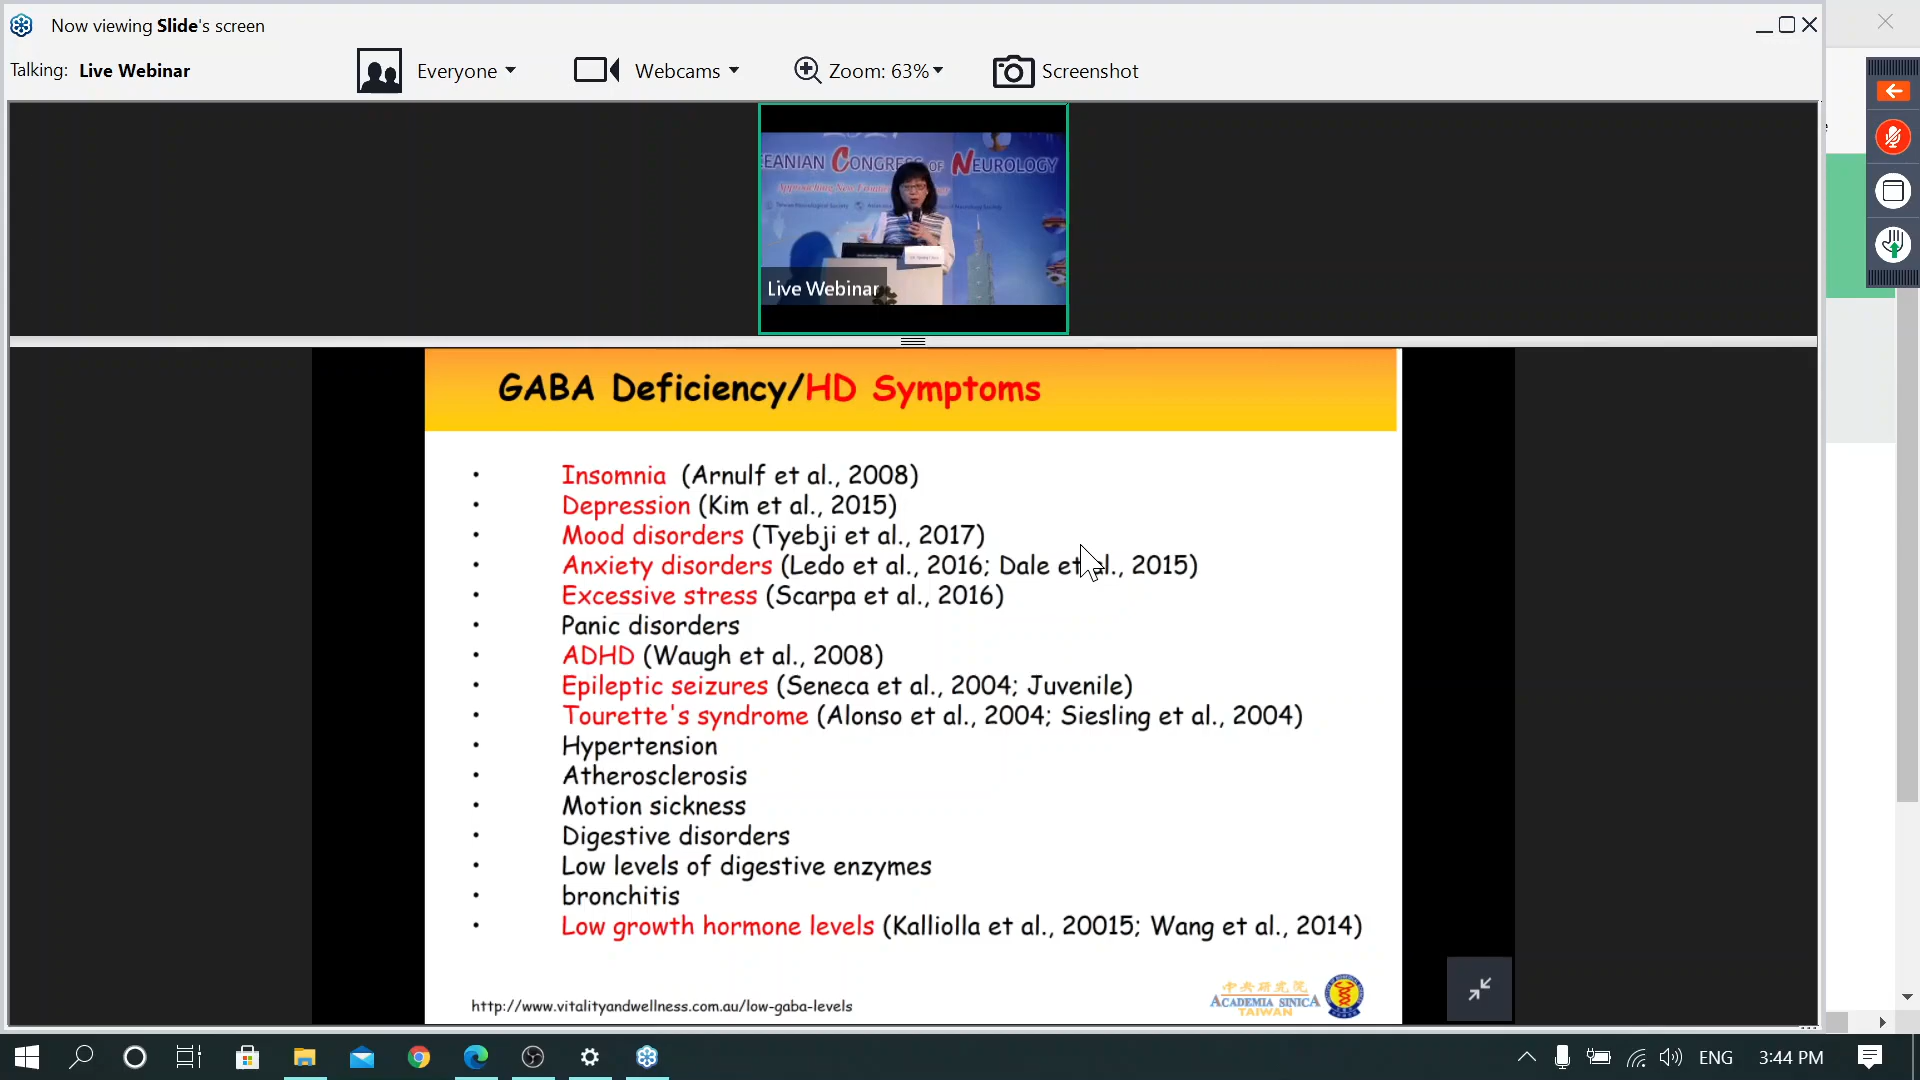 Now viewing Slide's screen
Talking: Live Webinar
Everyone
Webcams
Zoom: 63%
Screenshot
EANIAN CONGRESS OF NEUROLOGY
Live Webinar
GABA Deficiency/HD Symptoms
• Insomnia (Arnulf et al., 2008)
• Depression (Kim et al., 2015)
• Mood disorders (Tyebji et al., 2017)
• Anxiety disorders (Ledo et al., 2016; Dale et al., 2015)
• Excessive stress (Scarpa et al., 2016)
• Panic disorders
• ADHD (Waugh et al., 2008)
• Epileptic seizures (Seneca et al., 2004; Juvenile)
• Tourette's syndrome (Alonso et al., 2004; Siesling et al., 2004)
• Hypertension
• Atherosclerosis
• Motion sickness
• Digestive disorders
• Low levels of digestive enzymes
• bronchitis
• Low growth hormone levels (Kalliolla et al., 20015; Wang et al., 2014)
http://www.vitalityandwellness.com.au/low-gaba-levels
中央研究院
ACADEMIA SINICA
TAIWAN
ENG
3:44 PM